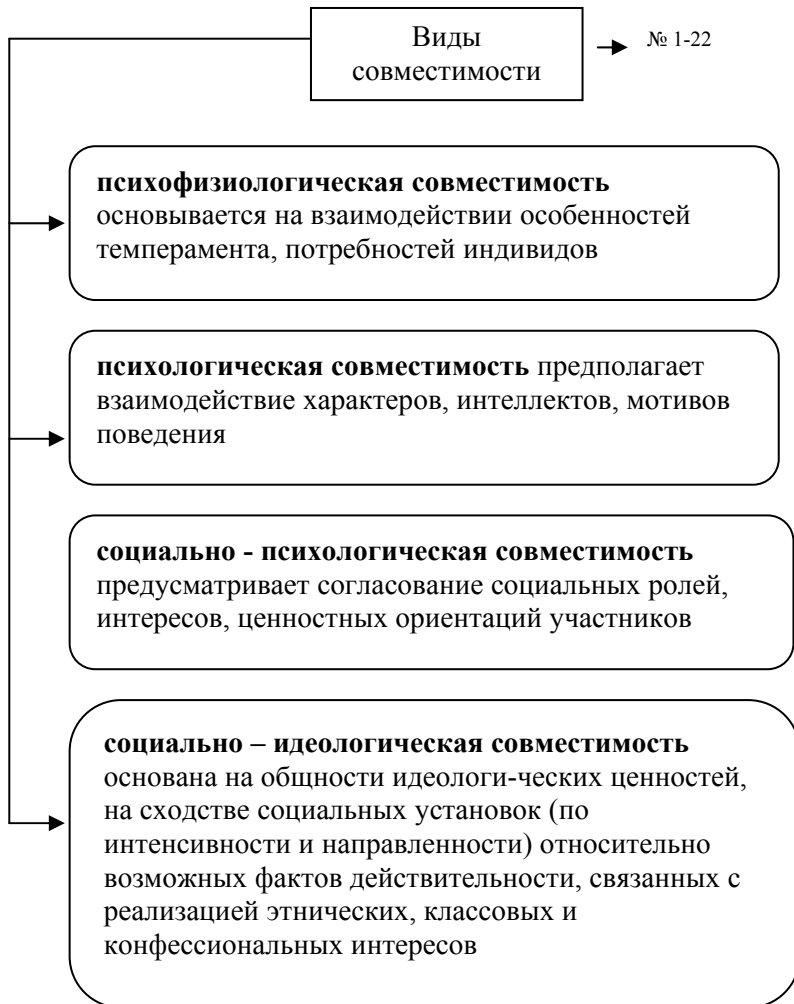 Виды
совместимости
№ 1-22
психофизиологическая совместимость
основывается на взаимодействии особенностей
темперамента, потребностей индивидов
психологическая совместимость предполагает
взаимодействие характеров, интеллектов, мотивов
поведения
социально - психологическая совместимость
предусматривает согласование социальных ролей,
интересов, ценностных ориентаций участников
социально – идеологическая совместимость
основана на общности идеологи-ческих ценностей,
на сходстве социальных установок (по
интенсивности и направленности) относительно
возможных фактов действительности, связанных с
реализацией этнических, классовых и
конфессиональных интересов